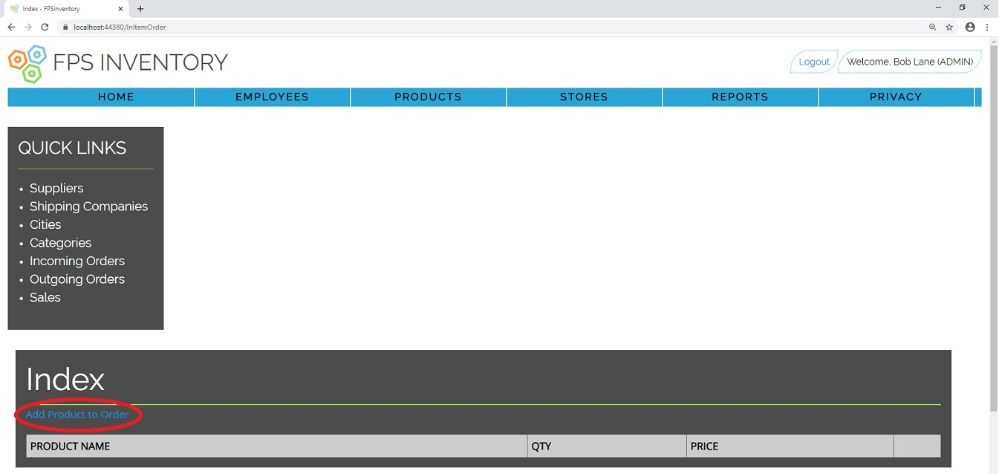 Index - FPSInventory
localhost:44380/InItemOrder
FPS INVENTORY
Logout
Welcome, Bob Lane (ADMIN)
HOME EMPLOYEES PRODUCTS STORES REPORTS PRIVACY
QUICK LINKS
Suppliers
Shipping Companies
Cities
Categories
Incoming Orders
Outgoing Orders
Sales
Index
Add Product to Order
PRODUCT NAME QTY PRICE